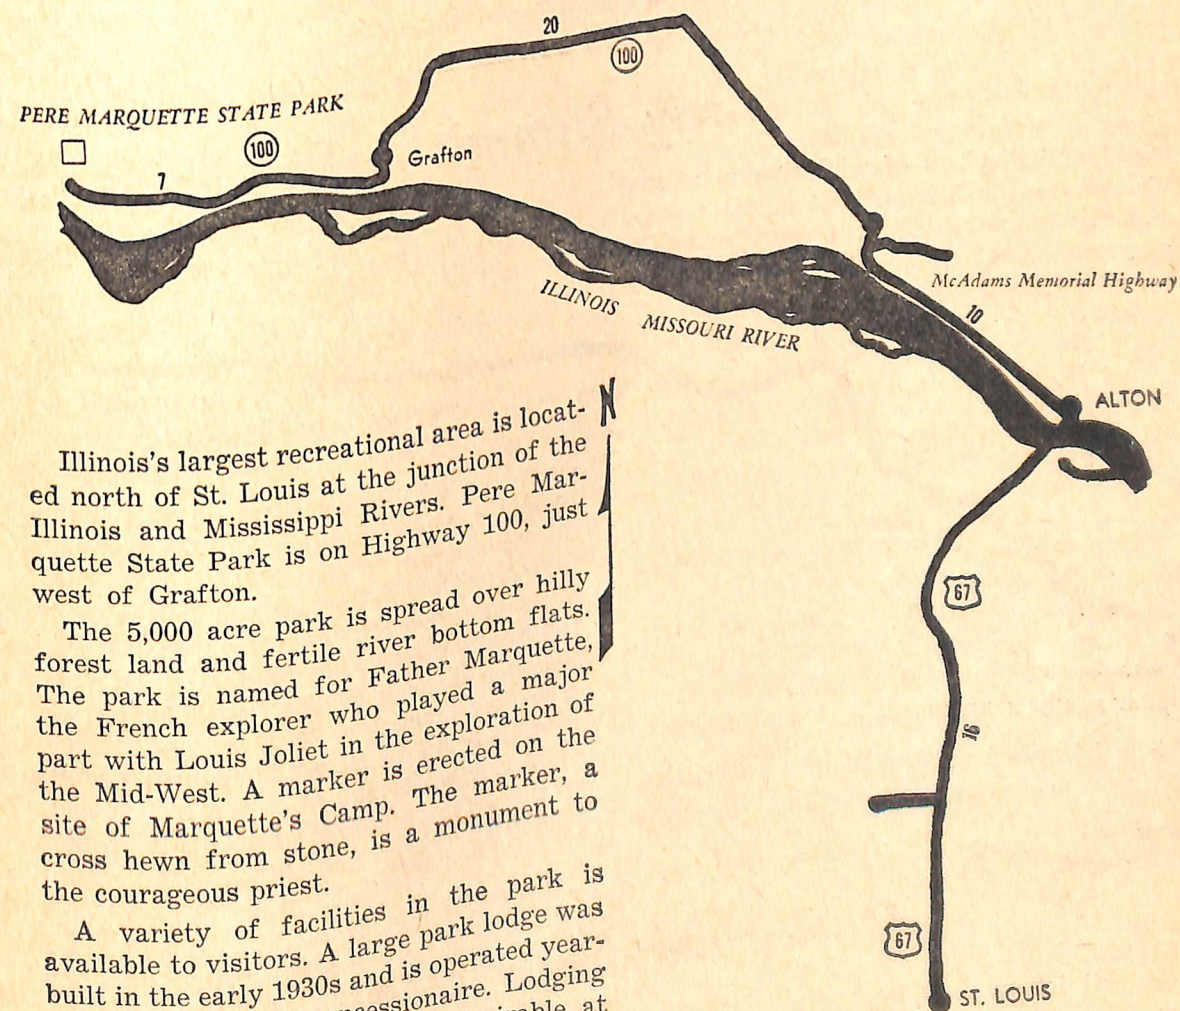 20
100
PERE MARQUETTE STATE PARK
100
7
Grafton
McAdams Memorial Highway
10
ILLINOIS
MISSOURI RIVER
ALTON
N
67
16
67
ST. LOUIS
Illinois's largest recreational area is locat-
ed north of St. Louis at the junction of the
Illinois and Mississippi Rivers. Pere Mar-
quette State Park is on Highway 100, just
west of Grafton.
The 5,000 acre park is spread over hilly
forest land and fertile river bottom flats.
The park is named for Father Marquette,
the French explorer who played a major
part with Louis Joliet in the exploration of
the Mid-West. A marker is erected on the
site of Marquette's Camp. The marker, a
cross hewn from stone, is a monument to
the courageous priest.
A variety of facilities in the park is
available to visitors. A large park lodge was
built in the early 1930s and is operated year-
Lodging
at